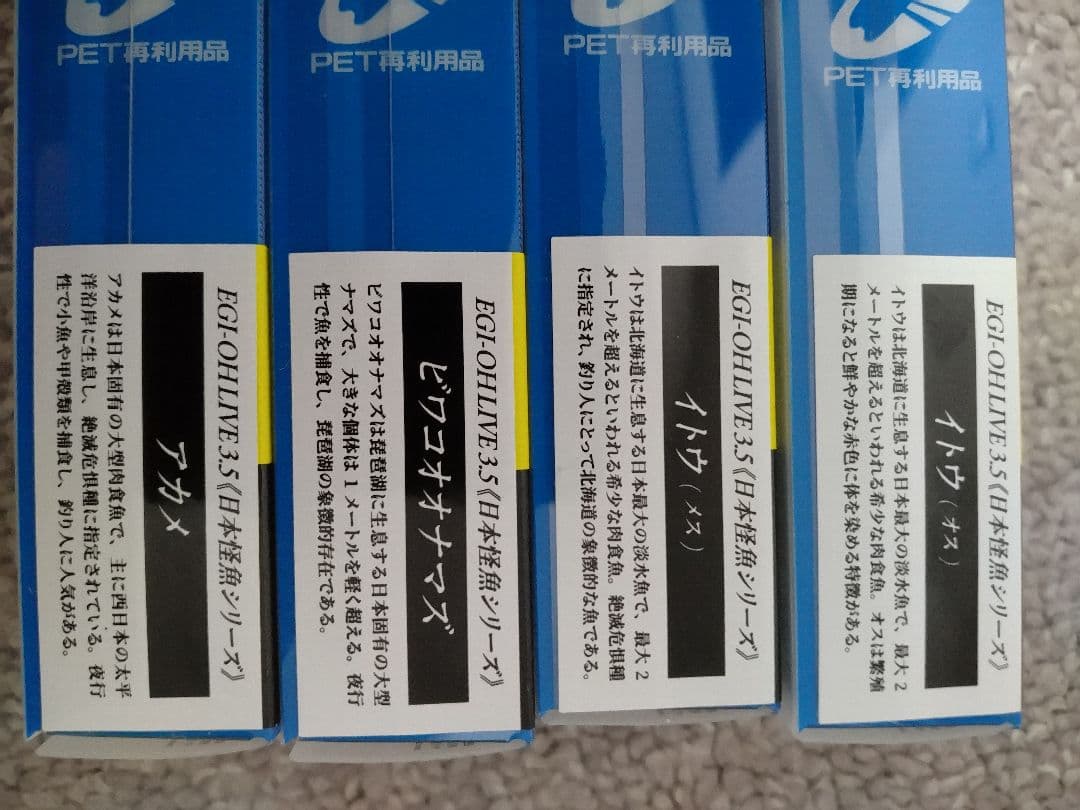 PET再利用品
EGI-OHLIVE 3.5《日本怪魚シリーズ》
アカメ
アカメは日本固有の大型肉食魚で、主に西日本の太平
洋沿岸に生息し、絶滅危惧種に指定されている。夜行
性で小魚や甲殻類を捕食し、釣り人に人気がある。
PET再利用品
EGI-OHLIVE 3.5《日本怪魚シリーズ》
ビワコオオナマズ
ビワコオオナマズは琵琶湖に生息する日本固有の大型
ナマズで、大きな個体は1メートルを軽く超える。夜行
性で魚を捕食し、琵琶湖の象徴的存在である。
PET再利用品
EGI-OHLIVE 3.5《日本怪魚シリーズ》
イトウ(メス)
イトウは北海道に生息する日本最大の淡水魚で、最大2
メートルを超えるといわれる希少な肉食魚。絶滅危惧種
に指定され、釣り人にとって北海道の象徴的な魚である。
PET再利用品
EGI-OHLIVE 3.5《日本怪魚シリーズ》
イトウ(オス)
イトウは北海道に生息する日本最大の淡水魚で、最大2
メートルを超えるといわれる希少な肉食魚。オスは繁殖
期になると鮮やかな赤色に体を染める特徴がある。